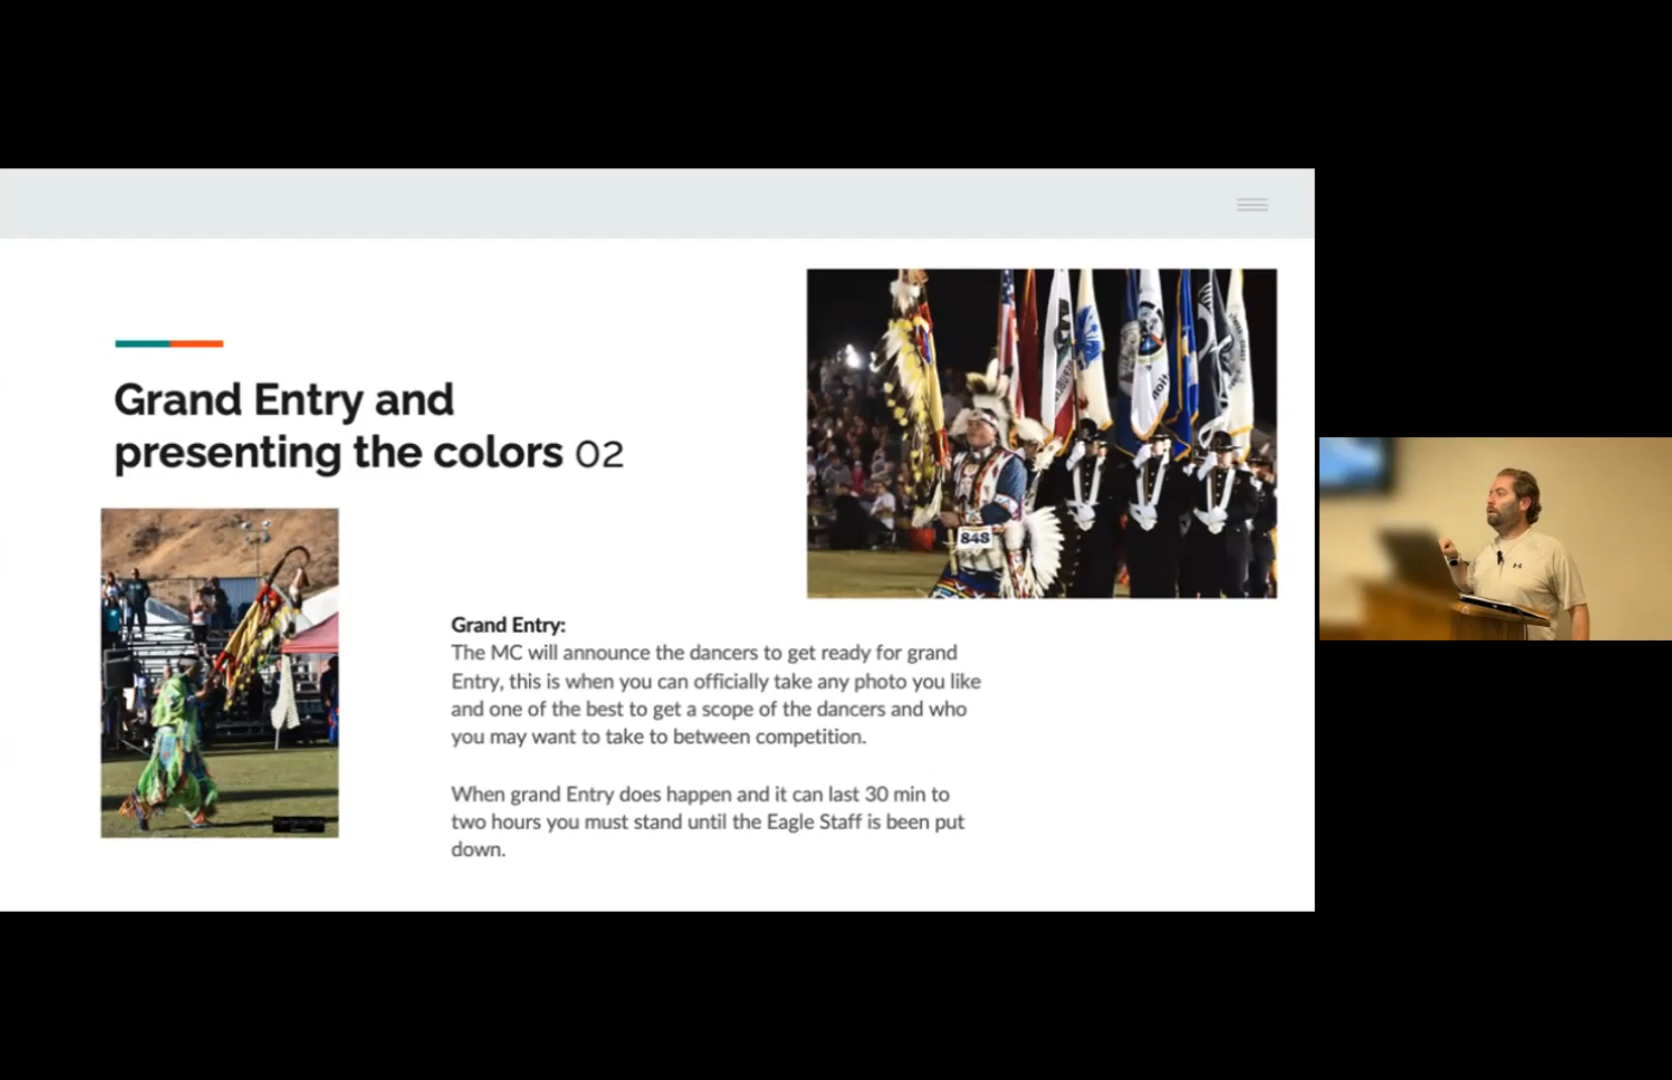 Grand Entry and
presenting the colors 02
848
Grand Entry:
The MC will announce the dancers to get ready for grand
Entry, this is when you can officially take any photo you like
and one of the best to get a scope of the dancers and who
you may want to take to between competition.
When grand Entry does happen and it can last 30 min to
two hours you must stand until the Eagle Staff is been put
down.